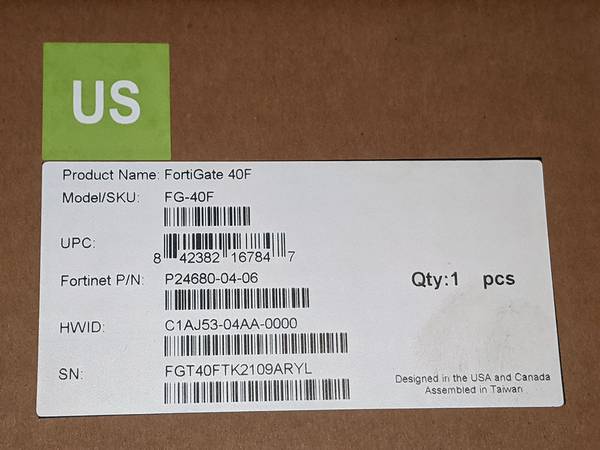 US
Product Name: FortiGate 40F
Model/SKU: FG-40F
UPC: 8 42382 16784 7
Fortinet P/N: P24680-04-06
Qty:1 pcs
HWID: C1AJ53-04AA-0000
SN: FGT40FTK2109ARYL
Designed in the USA and Canada
Assembled in Taiwan